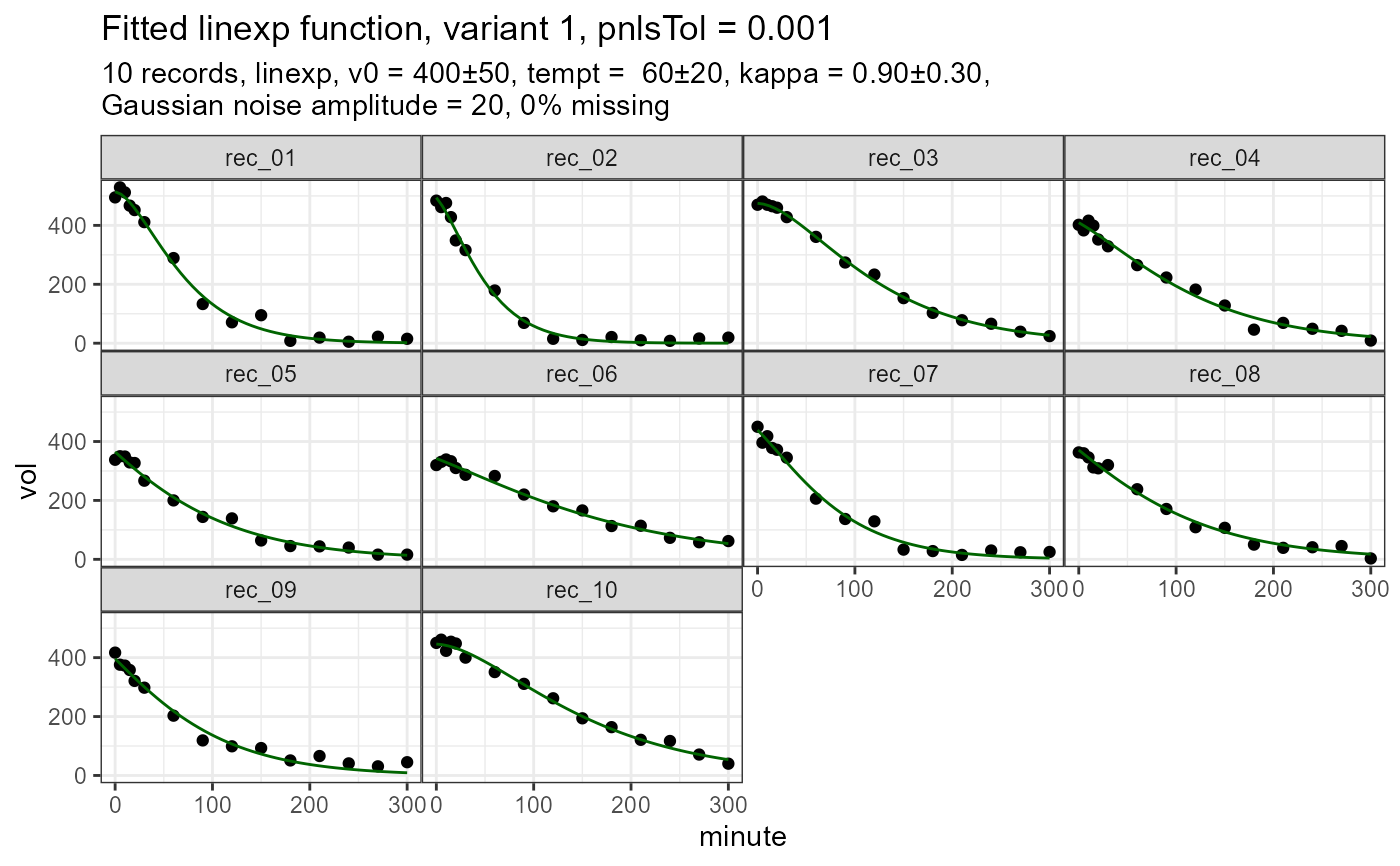 Fitted linexp function, variant 1, pnlsTol = 0.001
10 records, linexp, v0 = 400±50, tempt =  60±20, kappa = 0.90±0.30,
Gaussian noise amplitude = 20, 0% missing
rec_01 rec_02 rec_03 rec_04
400
200
0
rec_05 rec_06 rec_07 rec_08
400
200
0
0 100 200 300 0 100 200 300
rec_09 rec_10
400
200
0
0 100 200 300 0 100 200 300
vol
minute